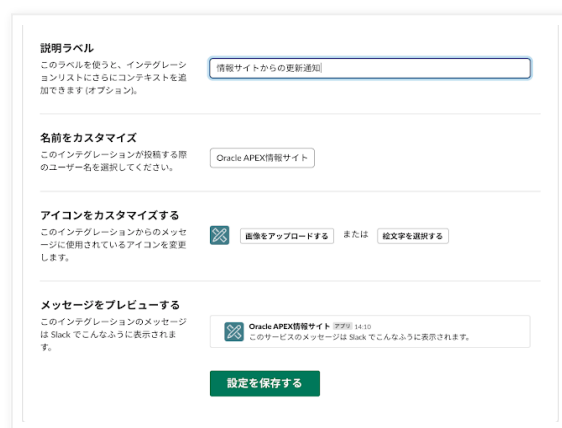 説明ラベル
このラベルを使うと、インテグレーシ
ョンリストにさらにコンテキストを追
加できます (オプション)。
情報サイトからの更新通知
名前をカスタマイズ
このインテグレーションが投稿する際
のユーザー名を選択してください。
Oracle APEX情報サイト
アイコンをカスタマイズする
このインテグレーションからのメッセ
ージに使用されているアイコンを変更
します。
画像をアップロードする または 絵文字を選択する
メッセージをプレビューする
このインテグレーションのメッセージ
は Slack でこんなふうに表示されま
す。
Oracle APEX情報サイト アプリ 14:10
このサービスのメッセージは Slack でこんなふうに表示されます。
設定を保存する